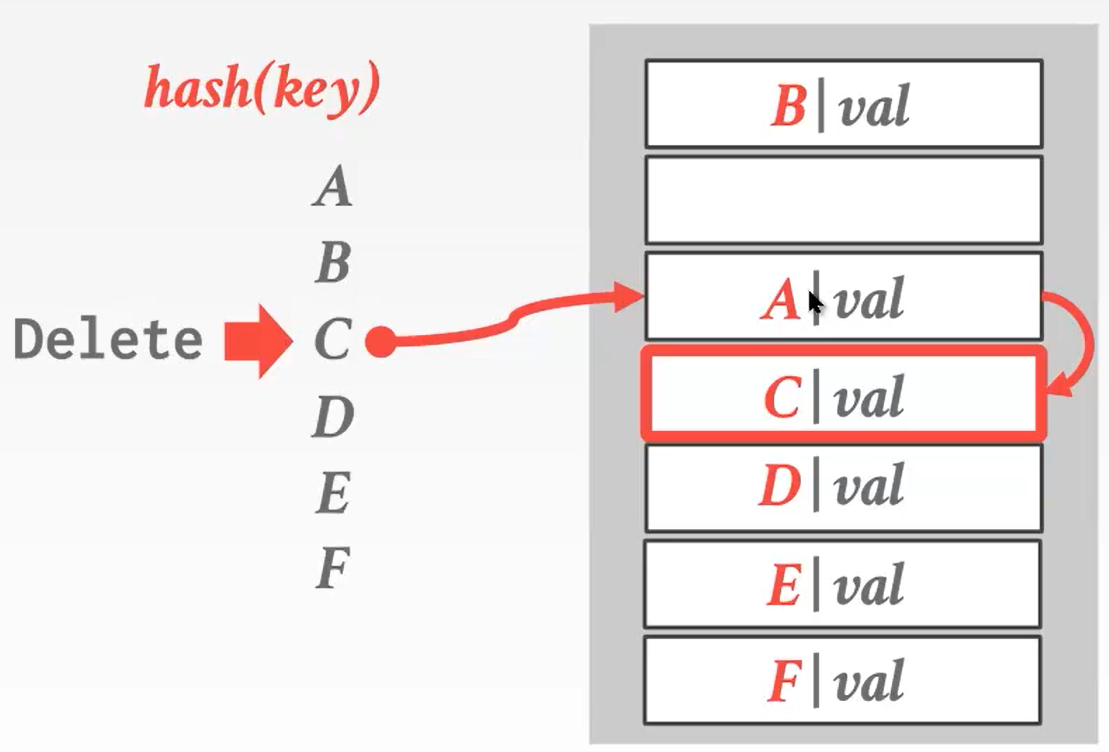 hash(key)
A
B
Delete C
D
E
F
B|val
A|val
C|val
D|val
E|val
F|val